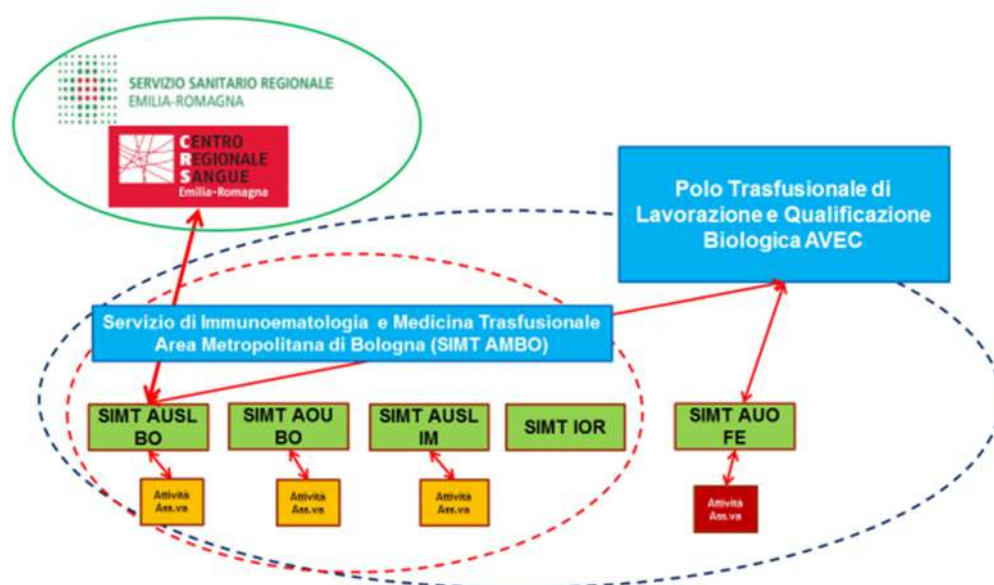 SERVIZIO SANITARIO REGIONALE
EMILIA-ROMAGNA
CENTRO
REGIONALE
SANGUE
Emilia-Romagna
Polo Trasfusionale di
Lavorazione e Qualificazione
Biologica AVEC
Servizio di Immunoematologia e Medicina Trasfusionale
Area Metropolitana di Bologna (SIMT AMBO)
SIMT AUSL
BO
SIMT AOU
BO
SIMT AUSL
IM
SIMT IOR
SIMT AUO
FE
Attività
Ass.va
Attività
Ass.va
Attività
Ass.va
Attività
Ass.va